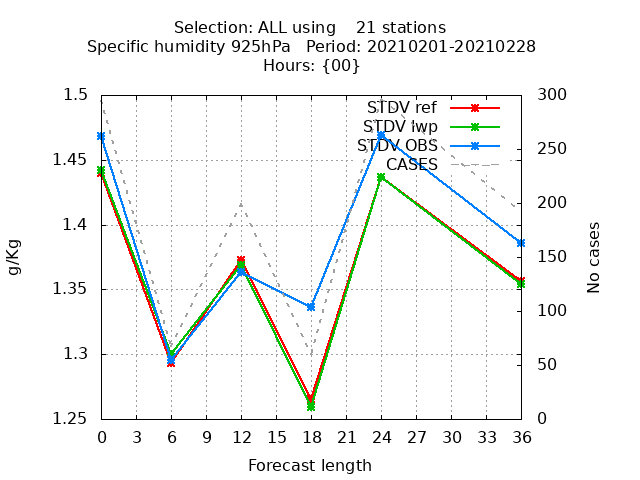 Selection: ALL using    21 stations
Specific humidity 925hPa   Period: 20210201-20210228
Hours: {00}
STDV ref
STDV lwp
STDV OBS
CASES
1.5
1.45
1.4
1.35
1.3
1.25
300
250
200
150
100
50
0
g/Kg
No cases
0 3 6 9 12 15 18 21 24 27 30 33 36
Forecast length